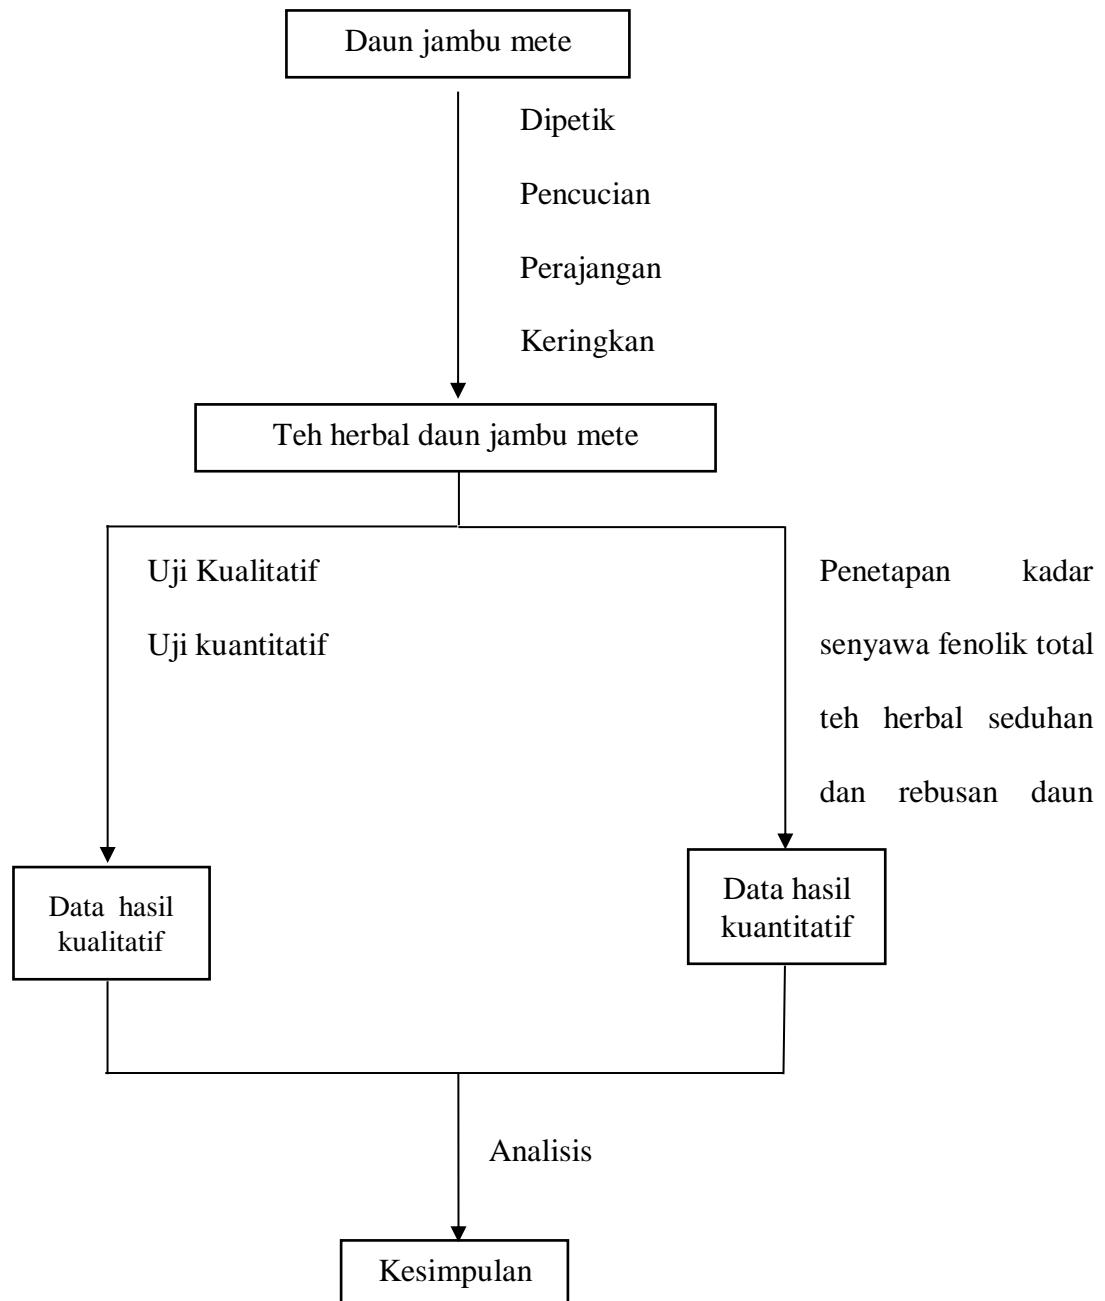 Daun jambu mete
Dipetik
Pencucian
Perajangan
Keringkan
Teh herbal daun jambu mete
Uji Kualitatif
Uji kuantitatif
Penetapan kadar
senyawa fenolik total
teh herbal seduhan
dan rebusan daun
Data hasil
kualitatif
Data hasil
kuantitatif
Analisis
Kesimpulan